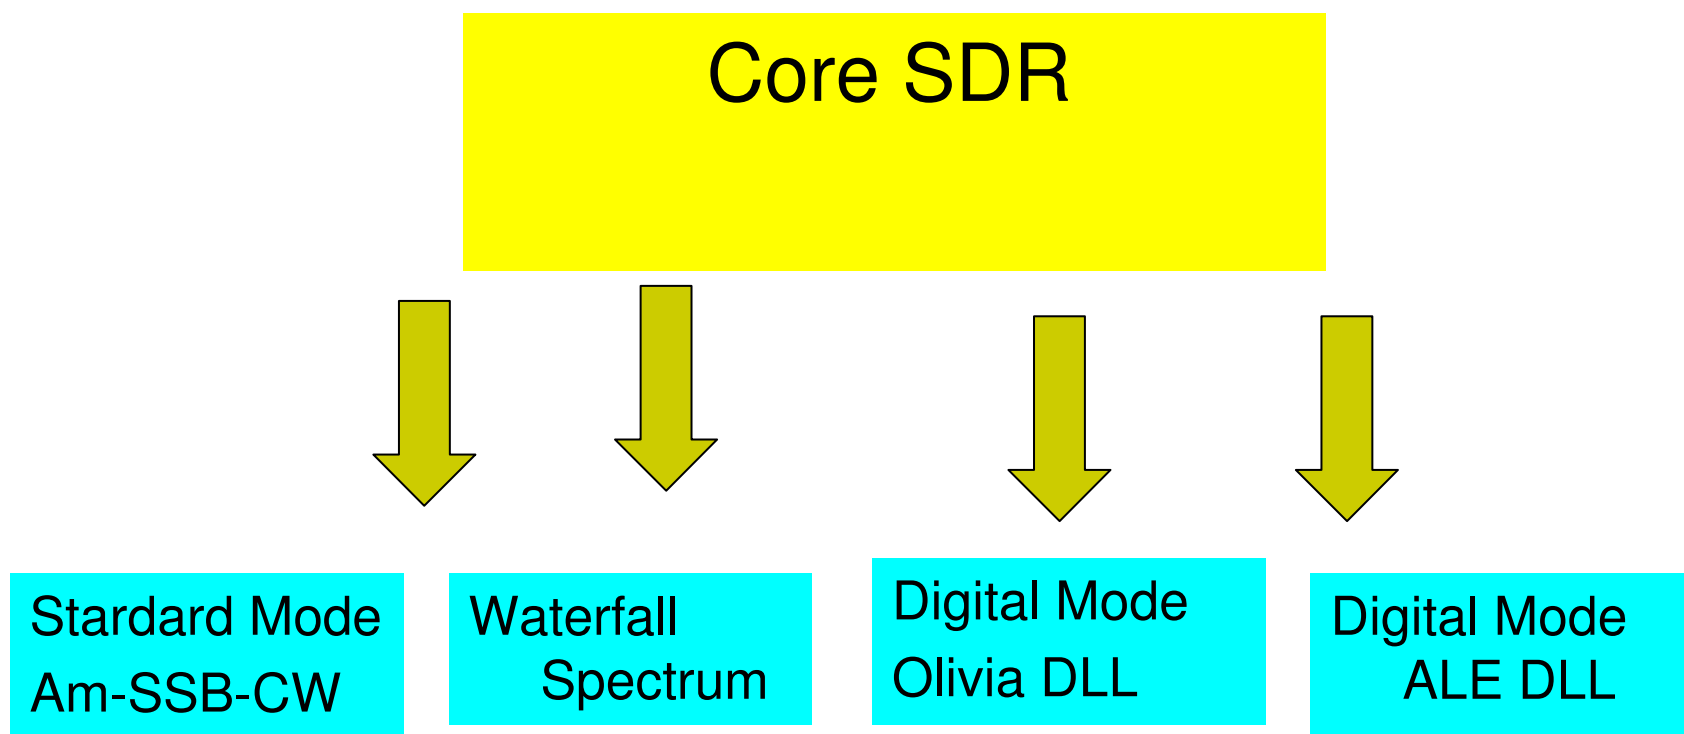 Core SDR
Stardard Mode
Am-SSB-CW
Waterfall
Spectrum
Digital Mode
Olivia DLL
Digital Mode
ALE DLL